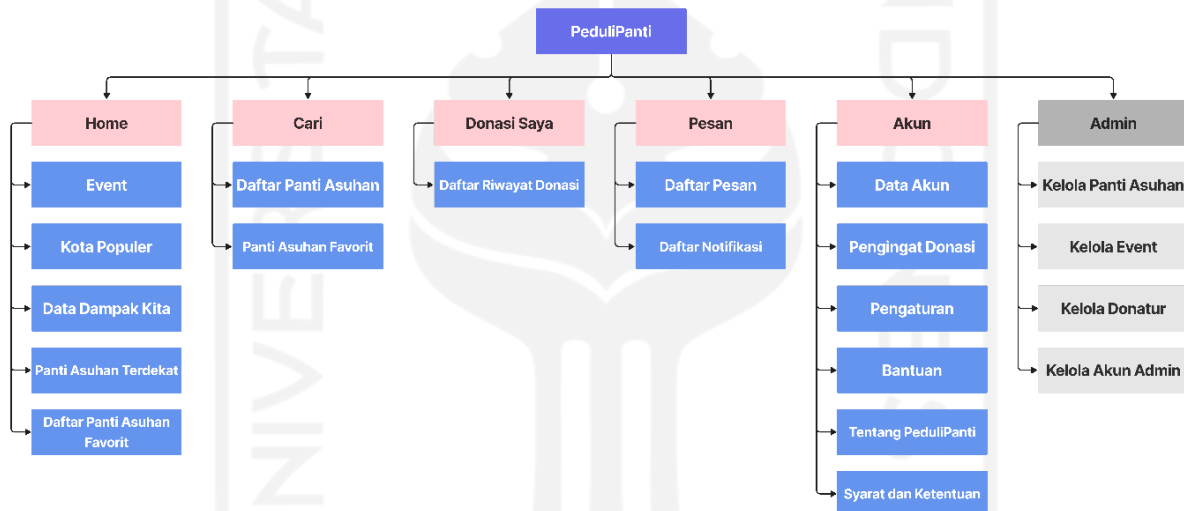 PeduliPanti
Home
Cari
Donasi Saya
Pesan
Akun
Admin
Event
Daftar Panti Asuhan
Daftar Riwayat Donasi
Daftar Pesan
Data Akun
Kelola Panti Asuhan
Kota Populer
Panti Asuhan Favorit
Daftar Notifikasi
Pengingat Donasi
Kelola Event
Data Dampak Kita
Pengaturan
Kelola Donatur
Panti Asuhan Terdekat
Bantuan
Kelola Akun Admin
Daftar Panti Asuhan
Favorit
Tentang PeduliPanti
Syarat dan Ketentuan